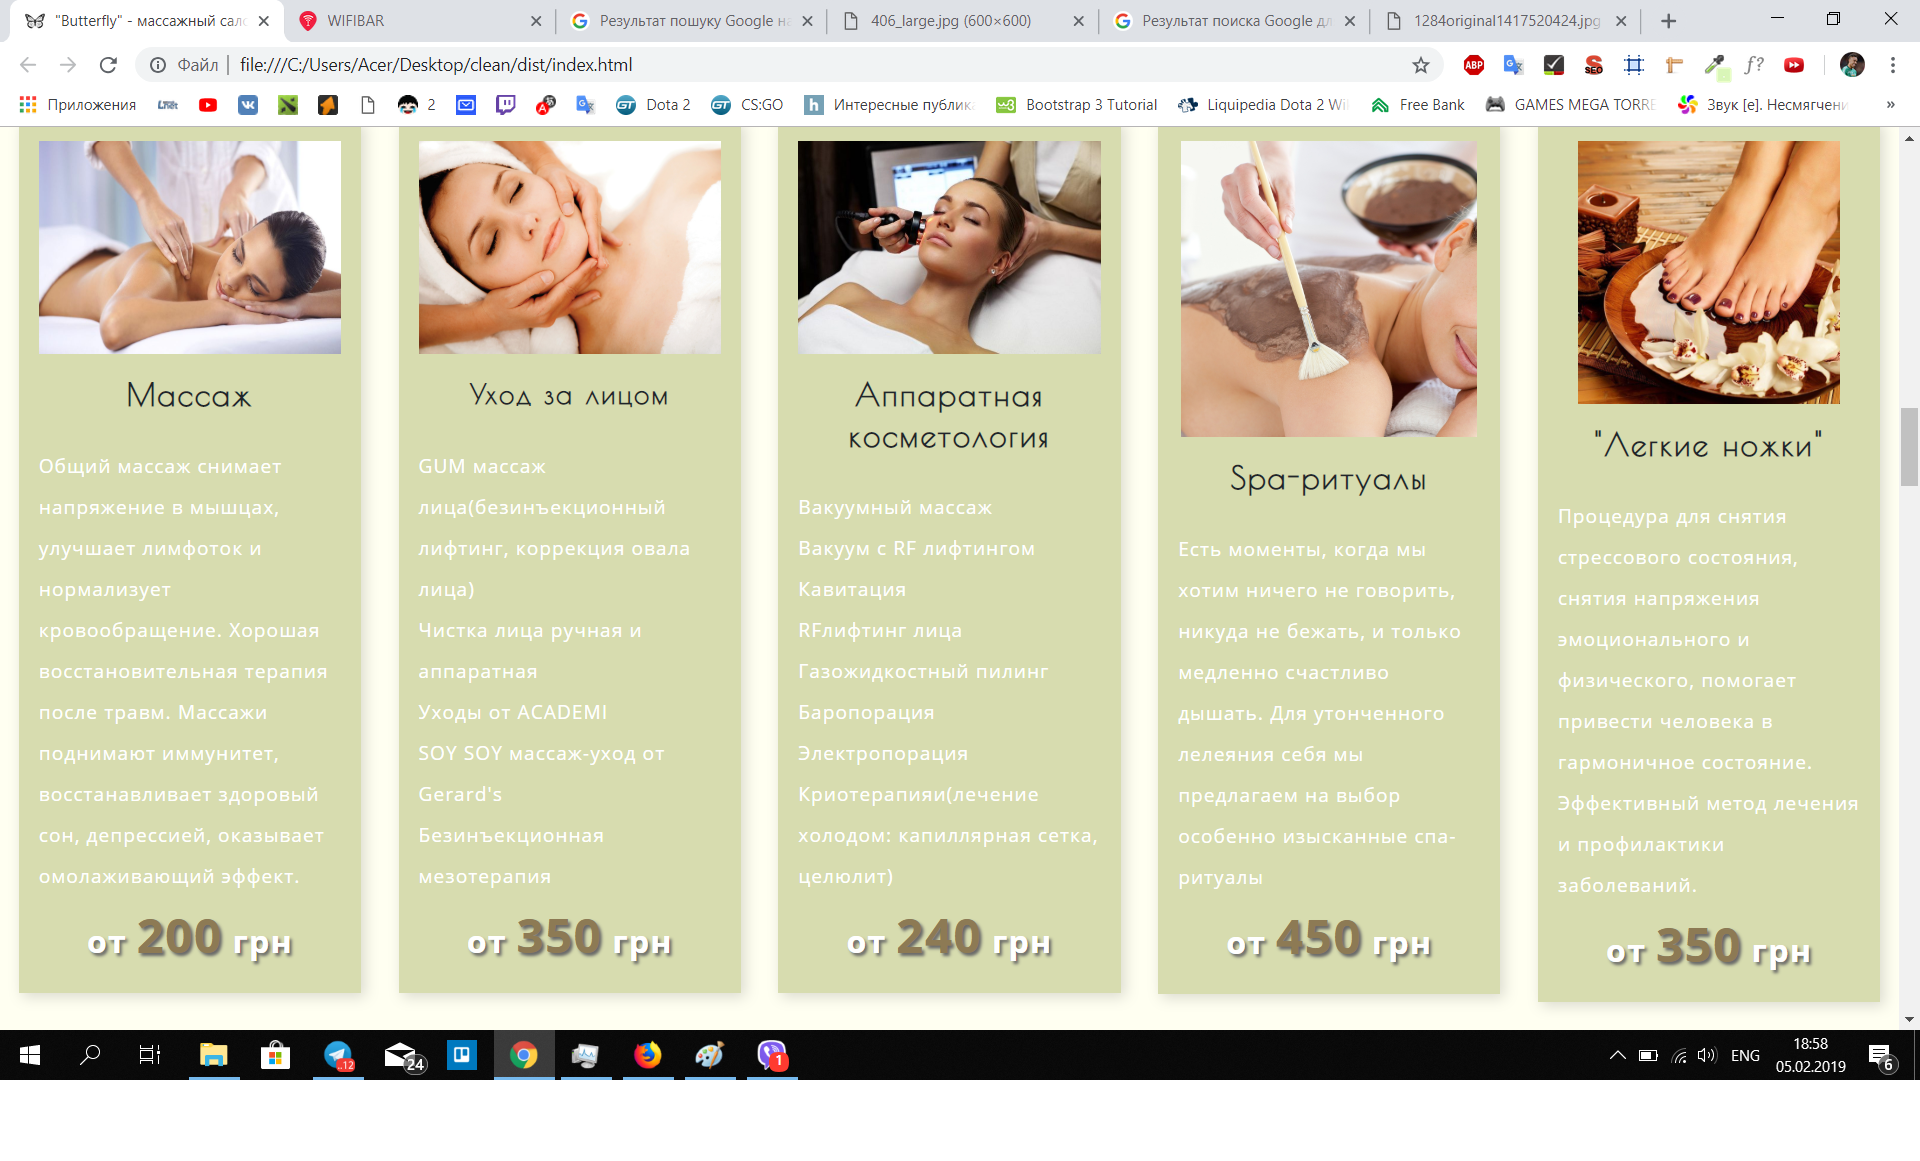 "Butterfly" - массажный сал
WIFIBAR
Результат пошуку Google на
406_large.jpg (600×600)
Результат поиска Google дл
1284original1417520424.jpg
Файл
file:///C:/Users/Acer/Desktop/clean/dist/index.html
ABP
SEO
f?
Приложения
2
Dota 2
CS:GO
Интересные публика
Bootstrap 3 Tutorial
Liquipedia Dota 2 Wi
Free Bank
GAMES MEGA TORRE
Звук [е]. Несмягчени
»
Массаж
Общий массаж снимает
напряжение в мышцах,
улучшает лимфоток и
нормализует
кровообращение. Хорошая
восстановительная терапия
после травм. Массажи
поднимают иммунитет,
восстанавливает здоровый
сон, депрессией, оказывает
омолаживающий эффект.
от 200 грн
Уход за лицом
GUM массаж
лица(безинъекционный
лифтинг, коррекция овала
лица)
Чистка лица ручная и
аппаратная
Уходы от ACADEMI
SOY SOY массаж-уход от
Gerard's
Безинъекционная
мезотерапия
от 350 грн
Аппаратная
косметология
Вакуумный массаж
Вакуум с RF лифтингом
Кавитация
RFлифтинг лица
Газожидкостный пилинг
Баропорация
Электропорация
Криотерапияи(лечение
холодом: капиллярная сетка,
целюлит)
от 240 грн
Spa-ритуалы
Есть моменты, когда мы
хотим ничего не говорить,
никуда не бежать, и только
медленно счастливо
дышать. Для утонченного
лелеяния себя мы
предлагаем на выбор
особенно изысканные спа-
ритуалы
от 450 грн
"Легкие ножки"
Процедура для снятия
стрессового состояния,
снятия напряжения
эмоционального и
физического, помогает
привести человека в
гармоничное состояние.
Эффективный метод лечения
и профилактики
заболеваний.
от 350 грн
..12
24
1
ENG
18:58
05.02.2019
6